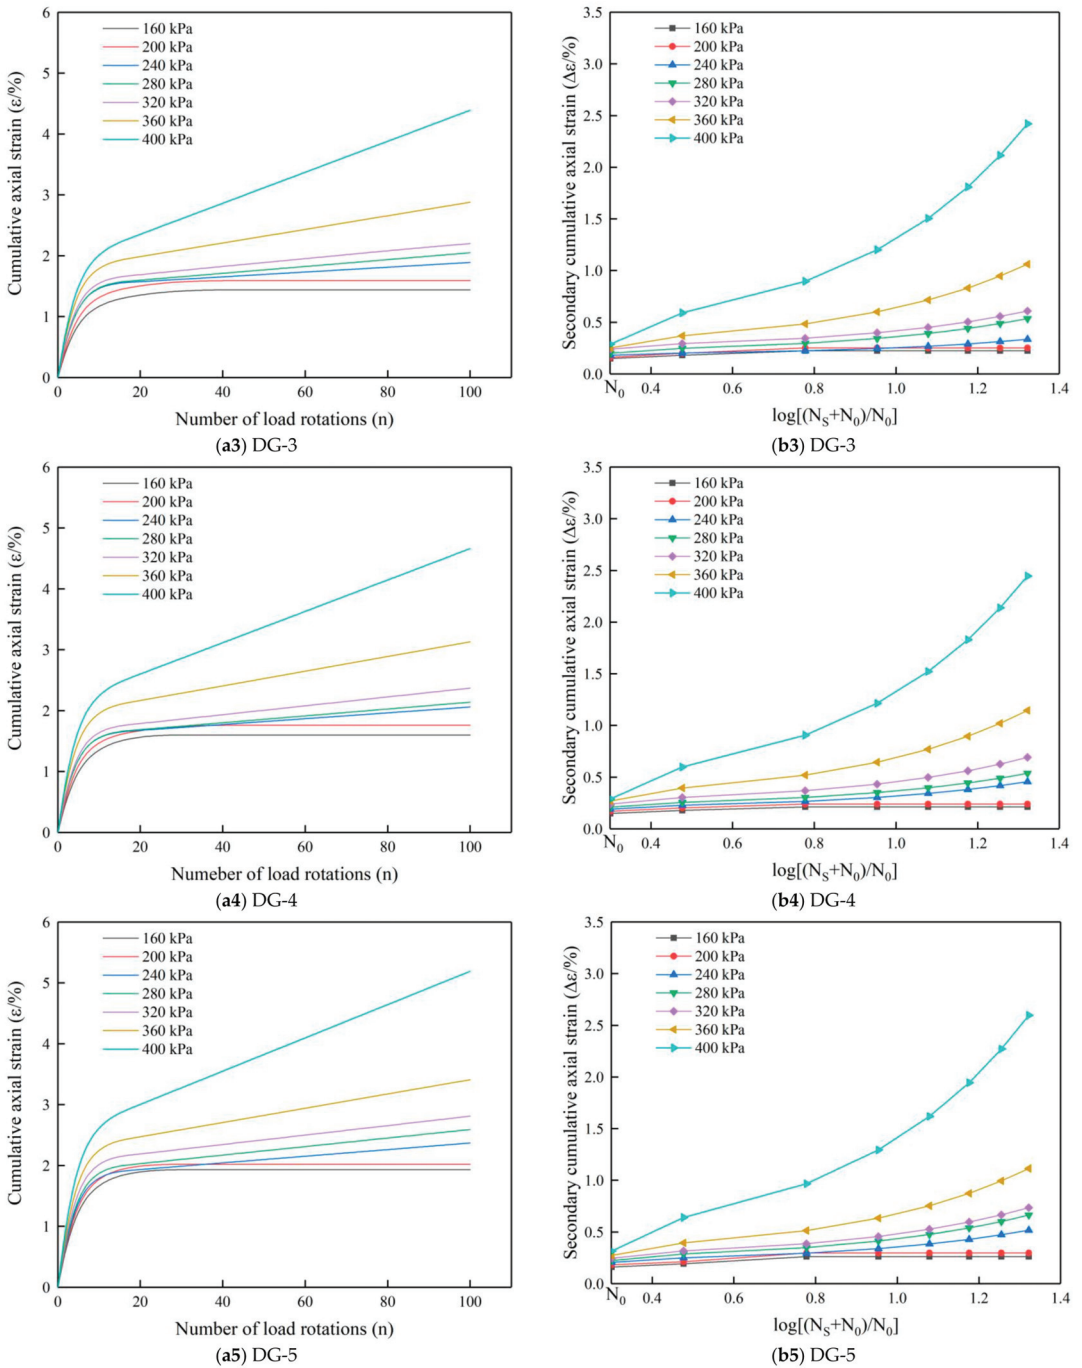 Cumulative axial strain (ε/%)
6
5
4
3
2
1
0
160 kPa
200 kPa
240 kPa
280 kPa
320 kPa
360 kPa
400 kPa
0 20 40 60 80 100
Number of load rotations (n)
(a3) DG-3
Secondary cumulative axial strain (Δε/%)
3.5
3.0
2.5
2.0
1.5
1.0
0.5
0.0
160 kPa
200 kPa
240 kPa
280 kPa
320 kPa
360 kPa
400 kPa
N₀ 0.4 0.6 0.8 1.0 1.2 1.4
log[(N_S+N₀)/N₀]
(b3) DG-3
Cumulative axial strain (ε/%)
6
5
4
3
2
1
0
160 kPa
200 kPa
240 kPa
280 kPa
320 kPa
360 kPa
400 kPa
0 20 40 60 80 100
Numeber of load rotations (n)
(a4) DG-4
Secondary cumulative axial strain (Δε/%)
3.5
3.0
2.5
2.0
1.5
1.0
0.5
0.0
160 kPa
200 kPa
240 kPa
280 kPa
320 kPa
360 kPa
400 kPa
N₀ 0.4 0.6 0.8 1.0 1.2 1.4
log[(N_S+N₀)/N₀]
(b4) DG-4
Cumulative axial strain (ε/%)
6
5
4
3
2
1
0
160 kPa
200 kPa
240 kPa
280 kPa
320 kPa
360 kPa
400 kPa
0 20 40 60 80 100
Number of load rotations (n)
(a5) DG-5
Secondary cumulative axial strain (Δε/%)
3.5
3.0
2.5
2.0
1.5
1.0
0.5
0.0
160 kPa
200 kPa
240 kPa
280 kPa
320 kPa
360 kPa
400 kPa
N₀ 0.4 0.6 0.8 1.0 1.2 1.4
log[(N_S+N₀)/N₀]
(b5) DG-5